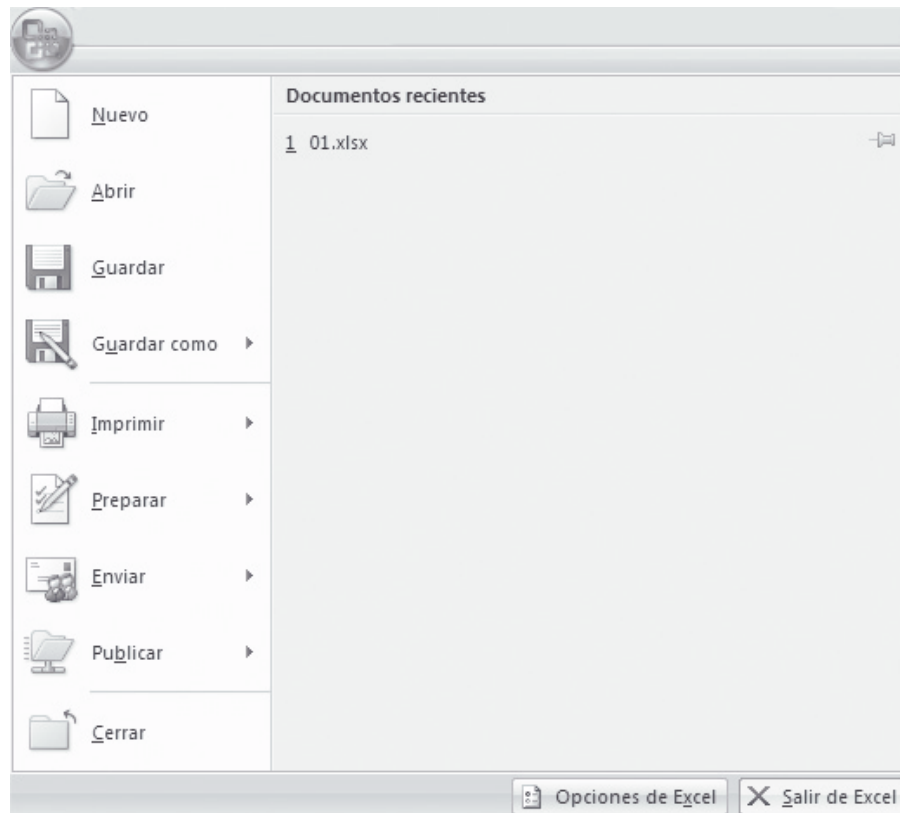 Nuevo
Abrir
Guardar
Guardar como
Imprimir
Preparar
Enviar
Publicar
Cerrar
Documentos recientes
1 01.xlsx
Opciones de Excel
Salir de Excel